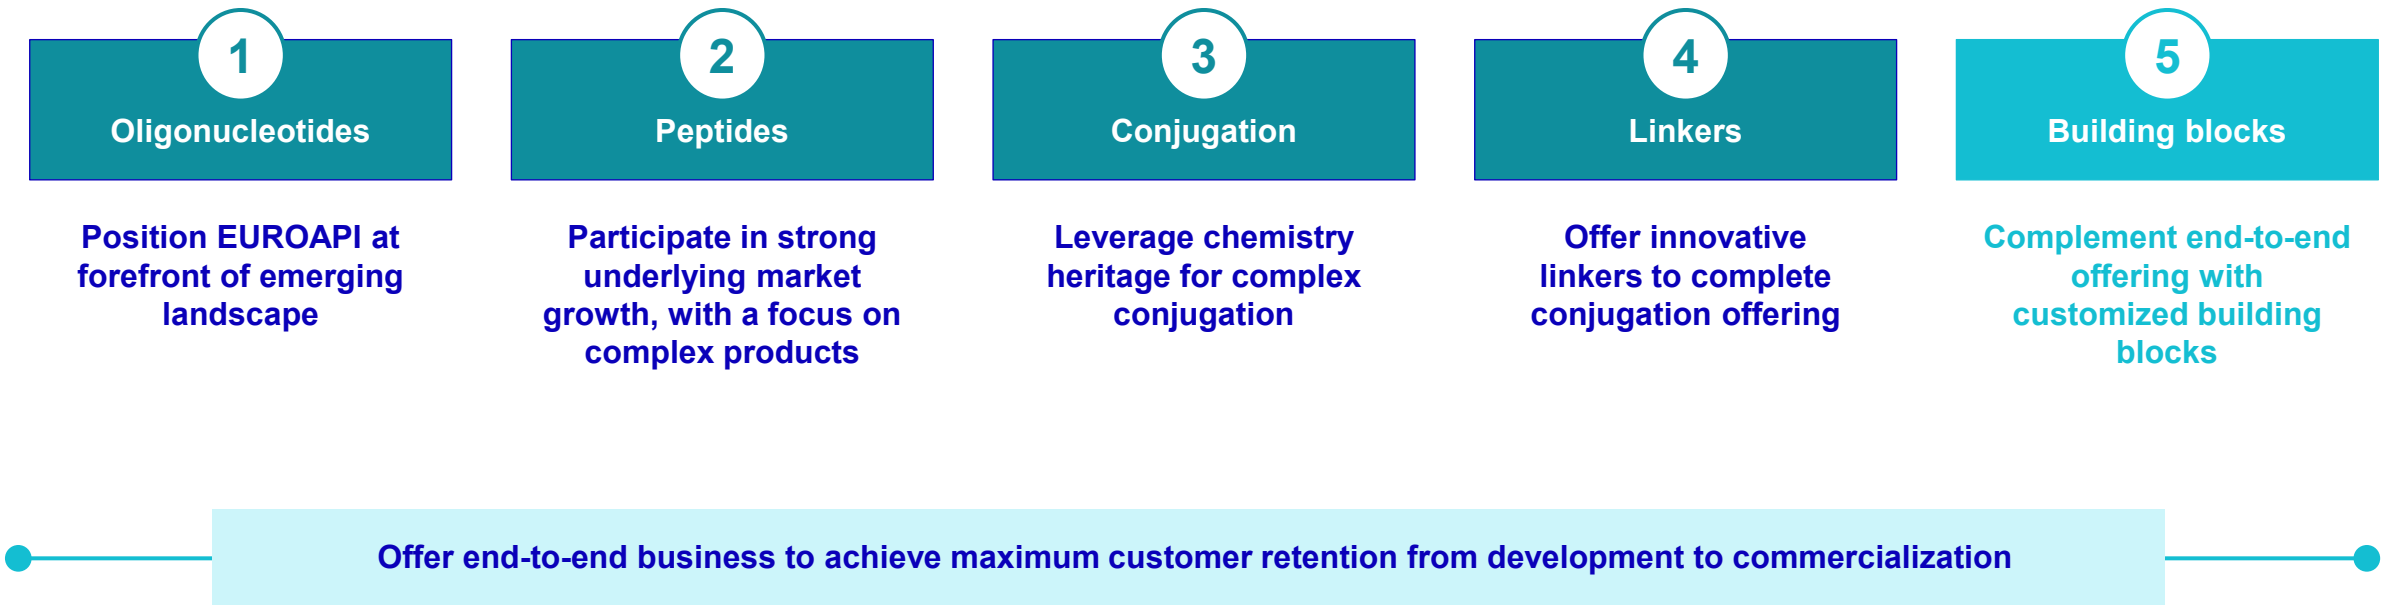 1
Oligonucleotides
Position EUROAPI at
forefront of emerging
landscape
2
Peptides
Participate in strong
underlying market
growth, with a focus on
complex products
3
Conjugation
Leverage chemistry
heritage for complex
conjugation
4
Linkers
Offer innovative
linkers to complete
conjugation offering
5
Building blocks
Complement end-to-end
offering with
customized building
blocks
Offer end-to-end business to achieve maximum customer retention from development to commercialization